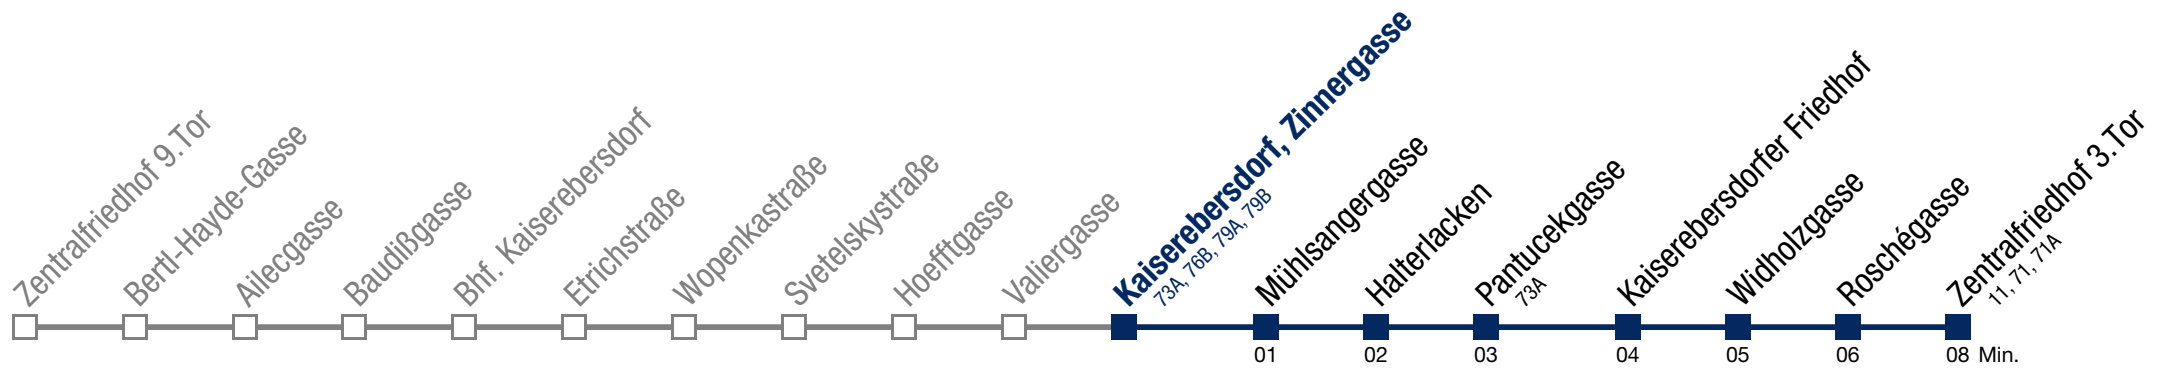 Zentralfriedhof 9.Tor
Bertl-Hayde-Gasse
Ailecgasse
Baudißgasse
Bhf. Kaiserebersdorf
Etrichstraße
Wopenkastraße
Svetelskystraße
Hoefftgasse
Valiergasse
Kaiserebersdorf, Zinnergasse
73A, 76B, 79A, 79B
Mühlsangergasse
Halterlacken
Pantucekgasse
73A
Kaiserebersdorfer Friedhof
Widholzgasse
Roschégasse
Zentralfriedhof 3.Tor
11, 71, 71A
01 02 03 04 05 06 08 Min.